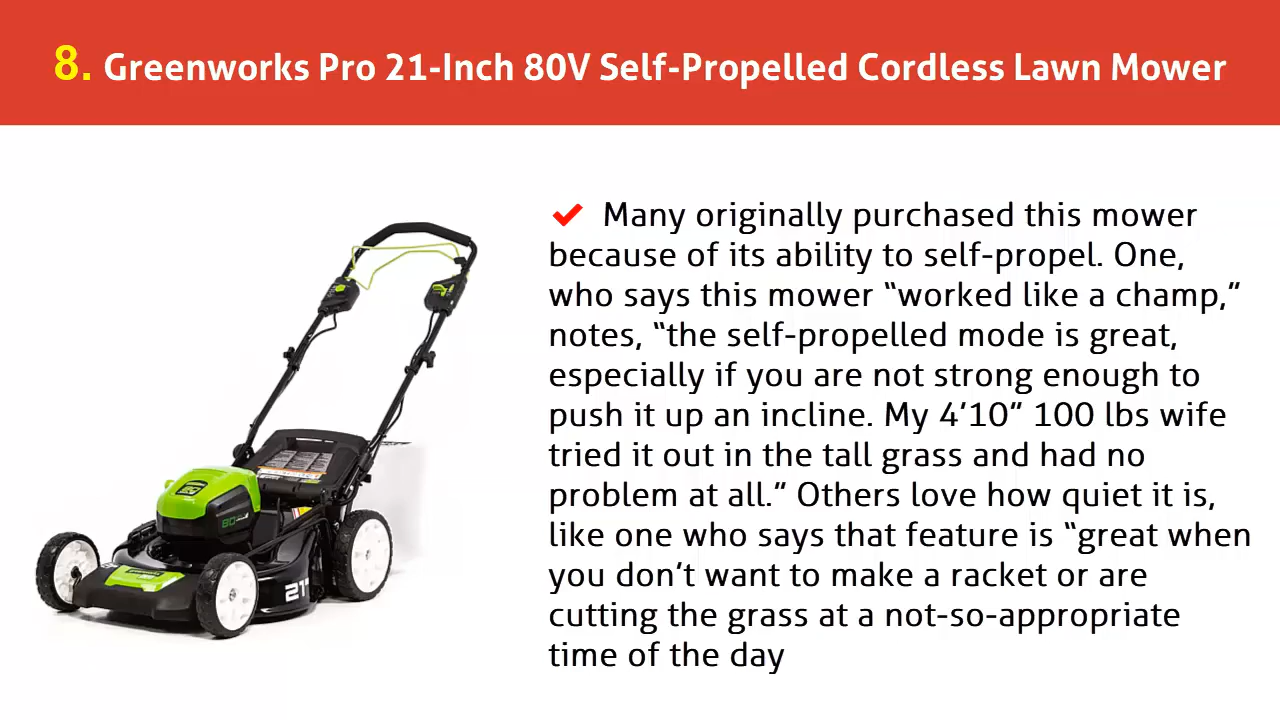 8. Greenworks Pro 21-Inch 80V Self-Propelled Cordless Lawn Mower
Many originally purchased this mower
because of its ability to self-propel. One,
who says this mower “worked like a champ,”
notes, “the self-propelled mode is great,
especially if you are not strong enough to
push it up an incline. My 4’10” 100 lbs wife
tried it out in the tall grass and had no
problem at all.” Others love how quiet it is,
like one who says that feature is “great when
you don’t want to make a racket or are
cutting the grass at a not-so-appropriate
time of the day
80
21"